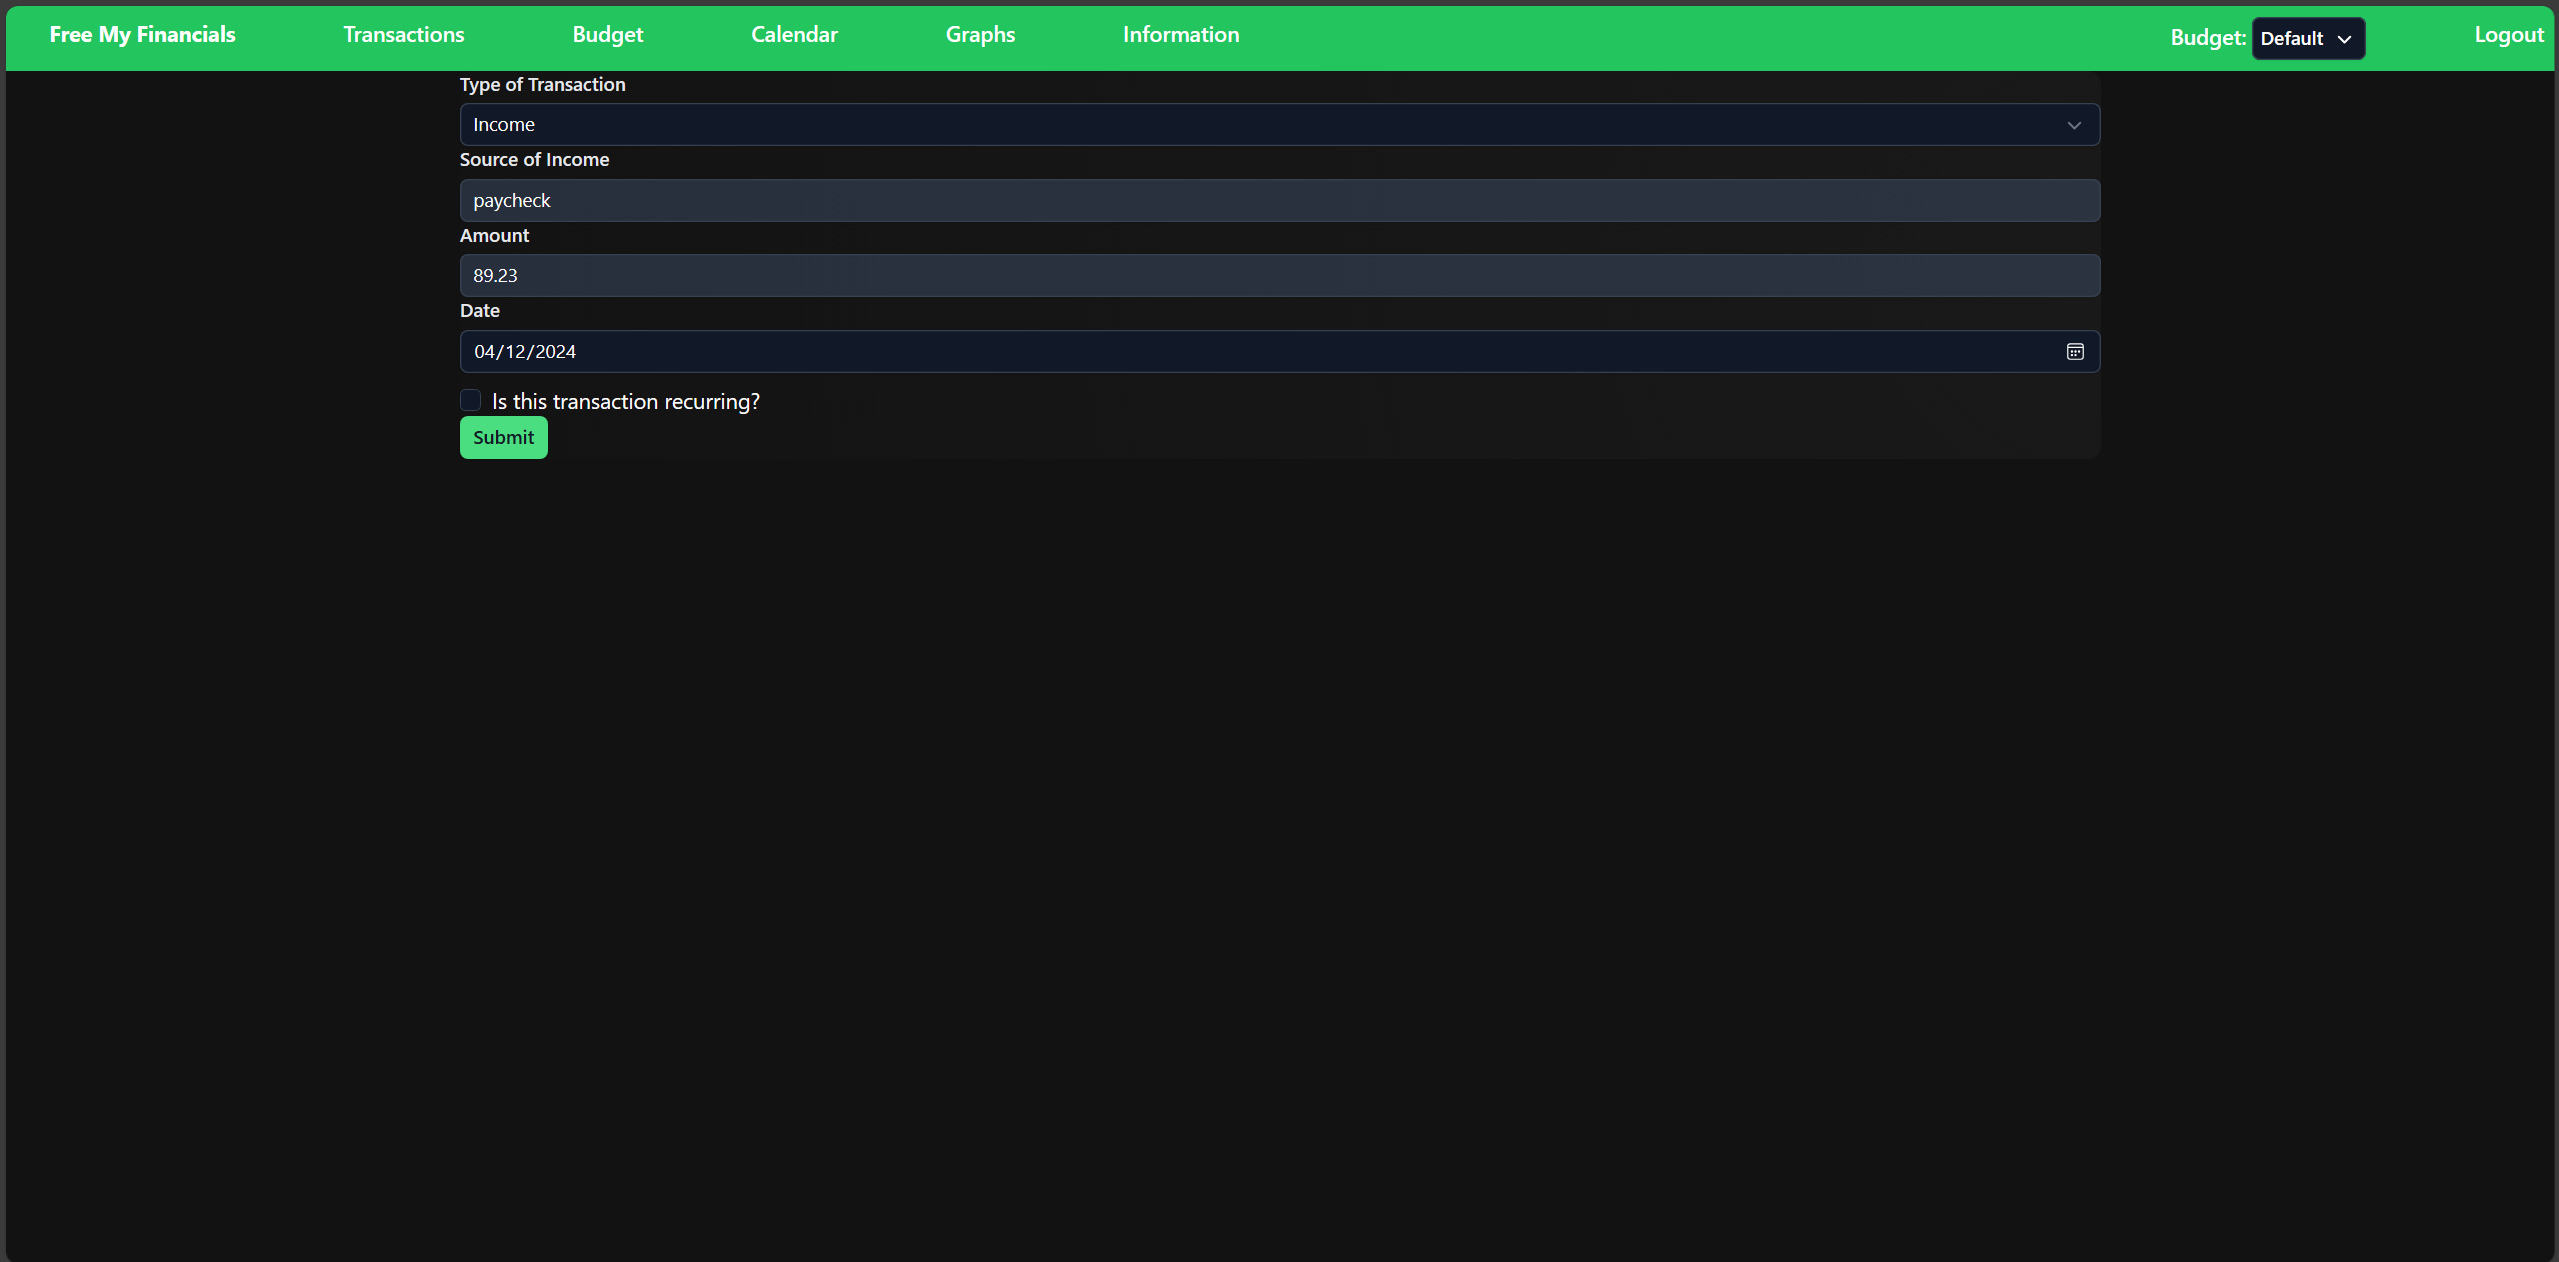 Free My Financials Transactions Budget Calendar Graphs Information Budget: Default Logout
Type of Transaction
Income
Source of Income
paycheck
Amount
89.23
Date
04/12/2024
Is this transaction recurring?
Submit